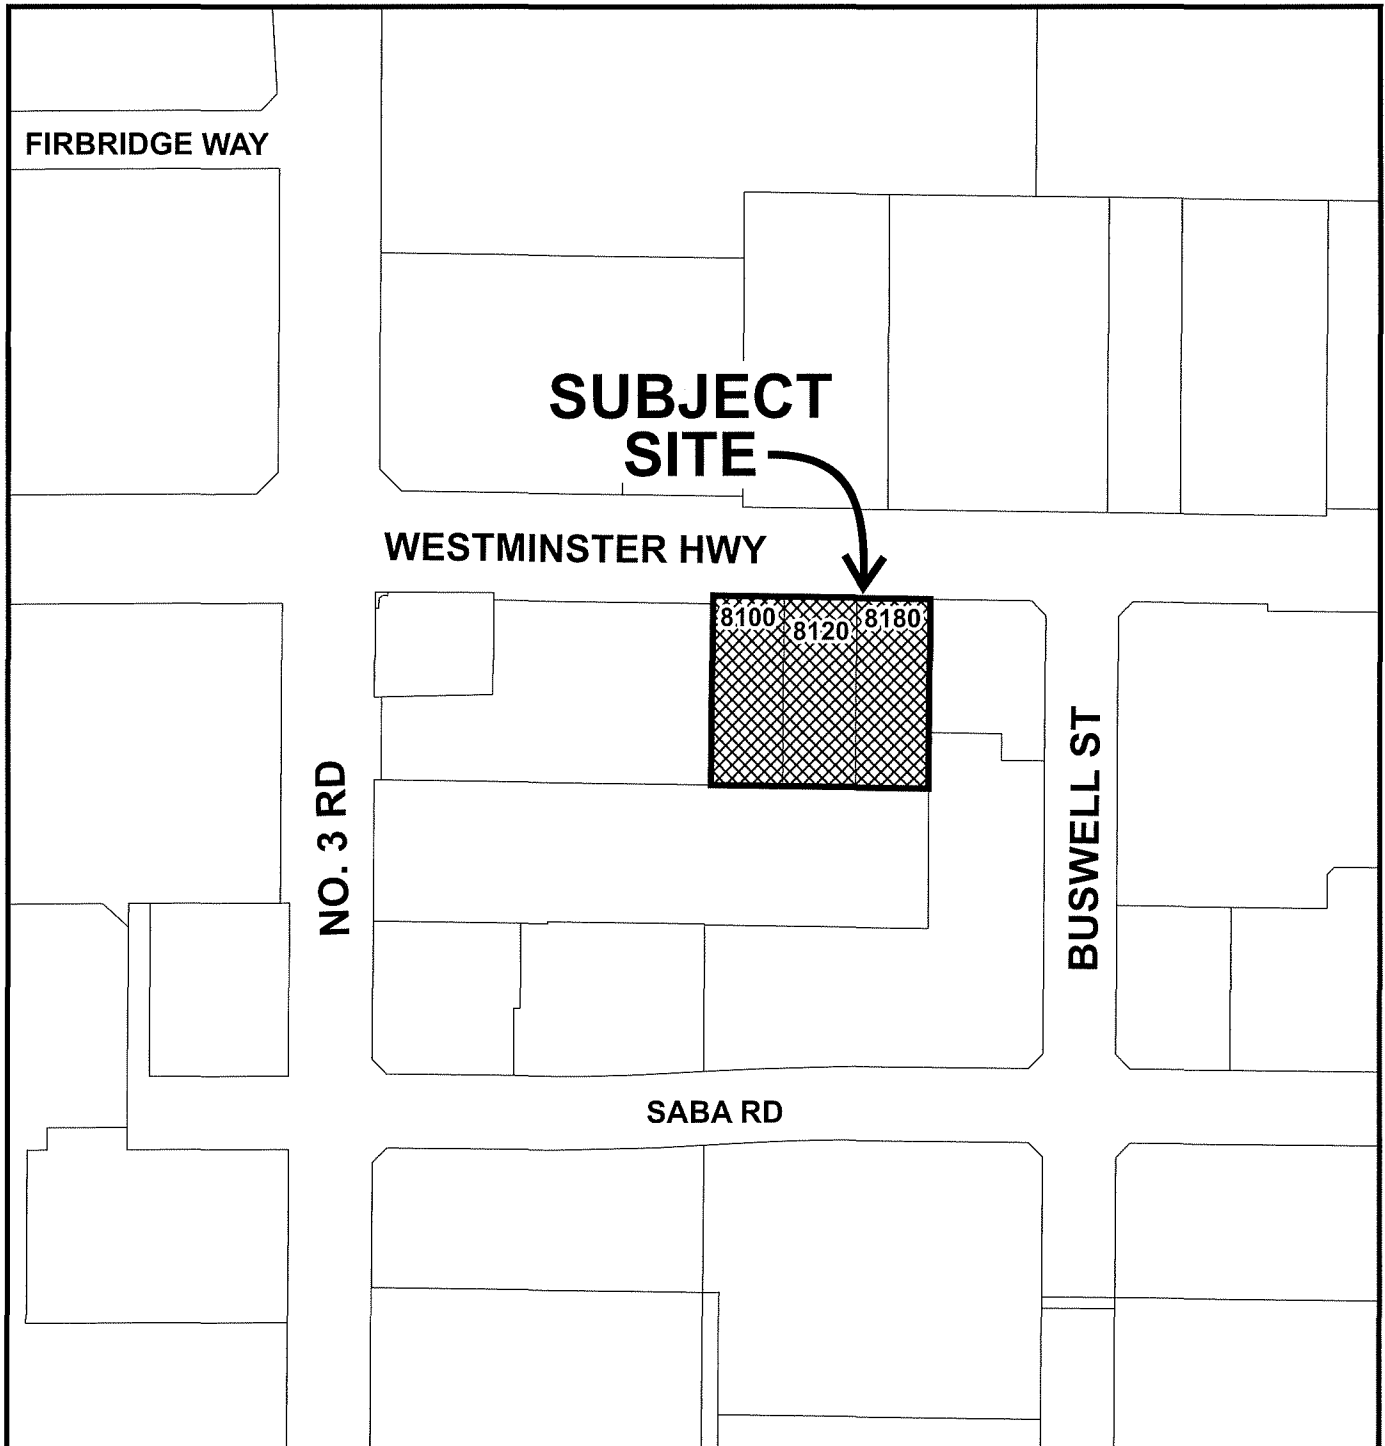 FIRBRIDGE WAY
SUBJECT
SITE
WESTMINSTER HWY
8100
8120
8180
NO. 3 RD
BUSWELL ST
SABA RD